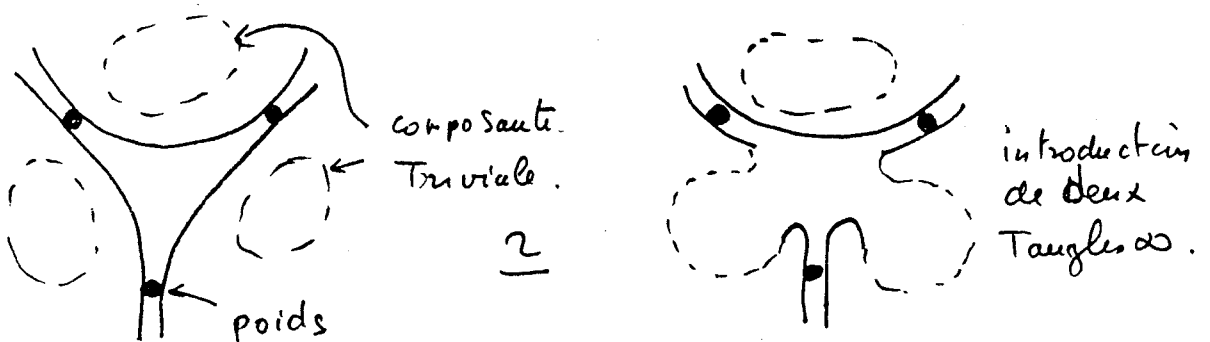 composante.
Triviale.
2
poids
introduction
de Deux
Tangles ∞.